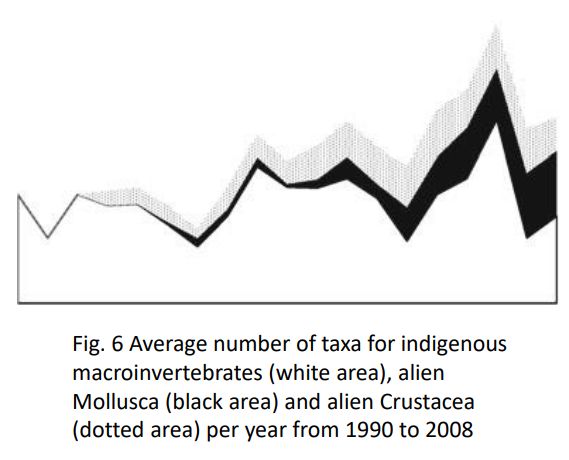 Fig. 6 Average number of taxa for indigenous
macroinvertebrates (white area), alien
Mollusca (black area) and alien Crustacea
(dotted area) per year from 1990 to 2008